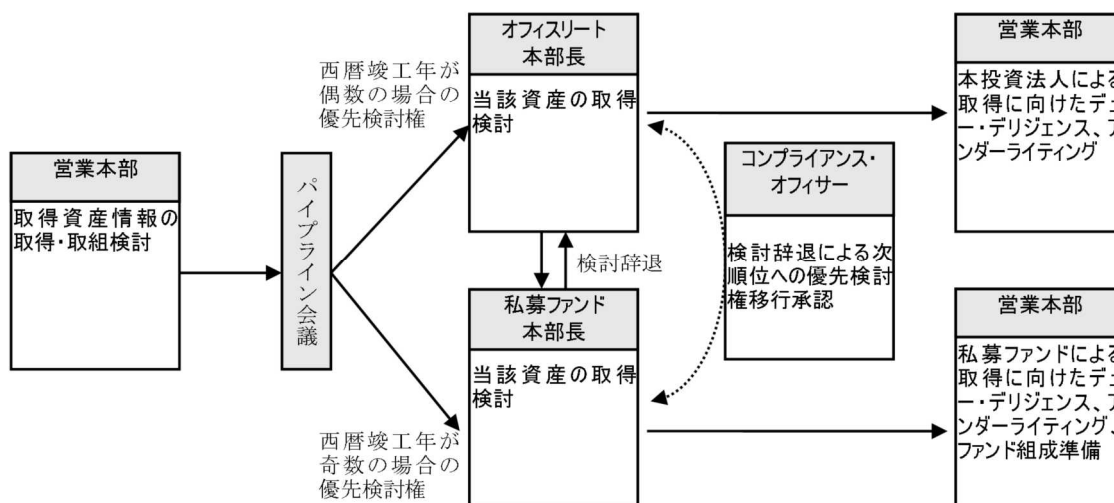 営業本部
取得資産情報の
取得・取組検討
パイプライン会議
西暦竣工年が
偶数の場合の
優先検討権
オフィスリート
本部長
当該資産の取得
検討
検討辞退
私募ファンド
本部長
当該資産の取得
検討
西暦竣工年が
奇数の場合の
優先検討権
コンプライアンス・
オフィサー
検討辞退による次
順位への優先検討
権移行承認
営業本部
本投資法人による
取得に向けたデュ
ー・デリジェンス、ア
ンダーライティング
営業本部
私募ファンドによる
取得に向けたデュ
ー・デリジェンス、ア
ンダーライティング、
ファンド組成準備